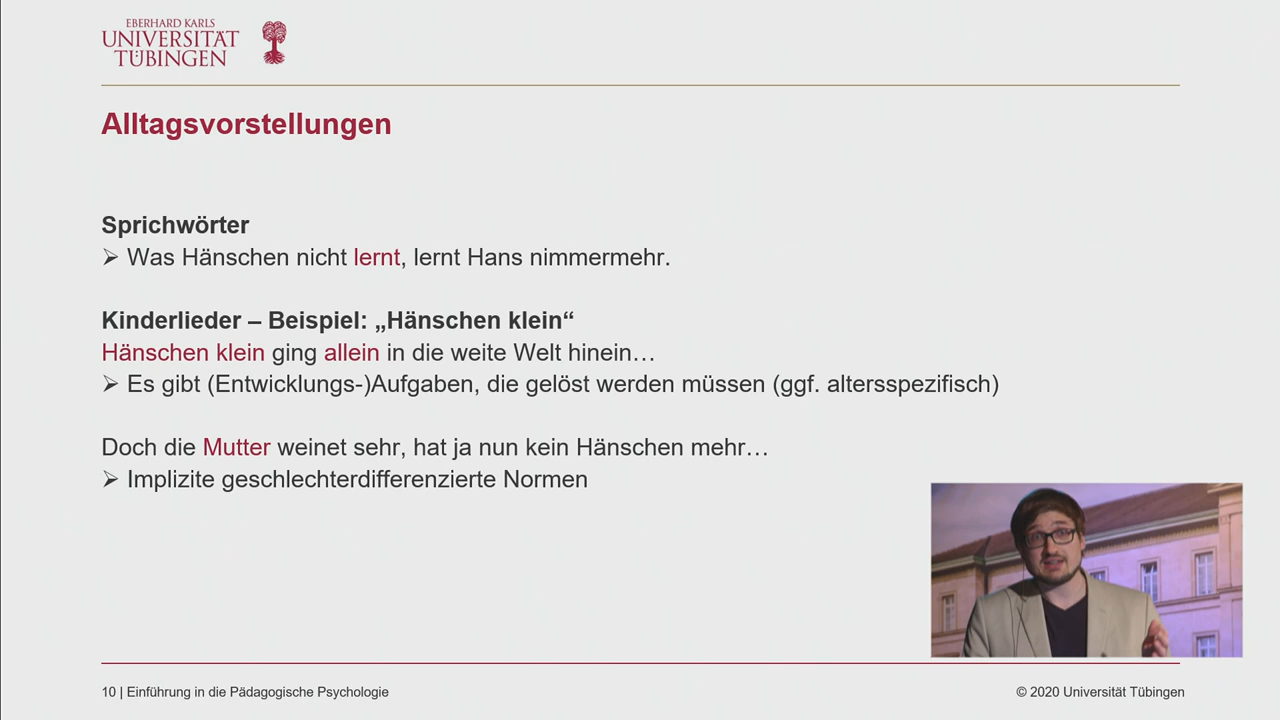 EBERHARD KARLS
UNIVERSITÄT
TÜBINGEN
Alltagsvorstellungen
Sprichwörter
➢ Was Hänschen nicht lernt, lernt Hans nimmermehr.
Kinderlieder – Beispiel: „Hänschen klein“
Hänschen klein ging allein in die weite Welt hinein…
➢ Es gibt (Entwicklungs-)Aufgaben, die gelöst werden müssen (ggf. altersspezifisch)
Doch die Mutter weinet sehr, hat ja nun kein Hänschen mehr…
➢ Implizite geschlechterdifferenzierte Normen
10 | Einführung in die Pädagogische Psychologie
© 2020 Universität Tübingen